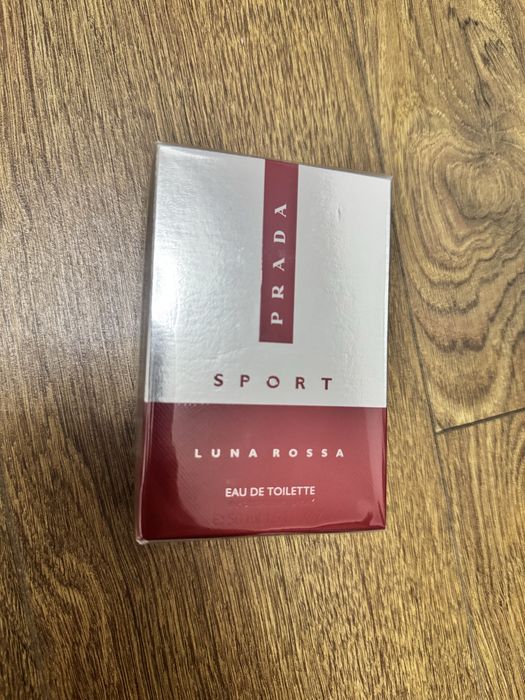 PRADA
SPORT
LUNA ROSSA
EAU DE TOILETTE